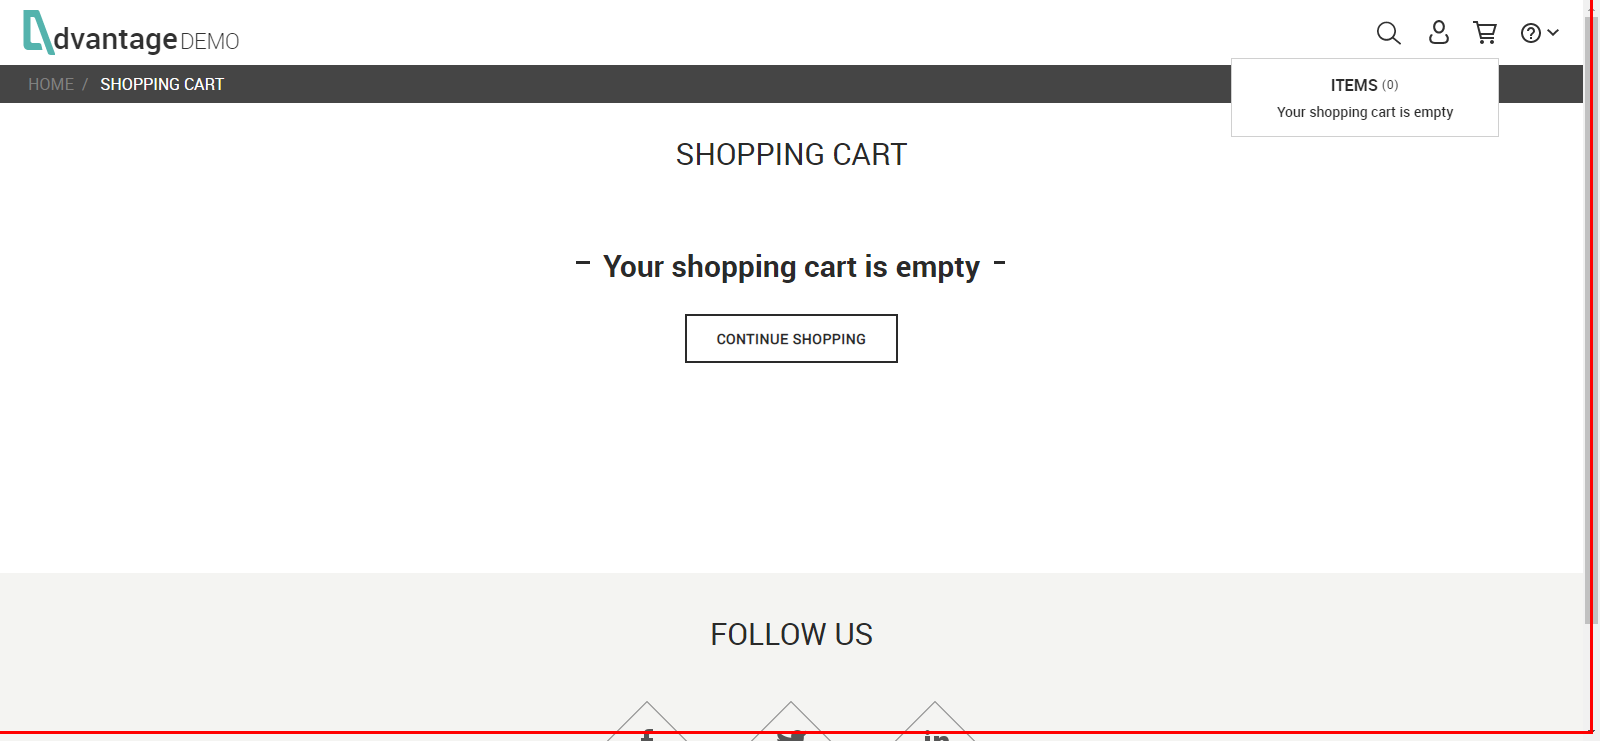 dvantage DEMO
HOME / SHOPPING CART
ITEMS (0)
Your shopping cart is empty
SHOPPING CART
- Your shopping cart is empty -
CONTINUE SHOPPING
FOLLOW US